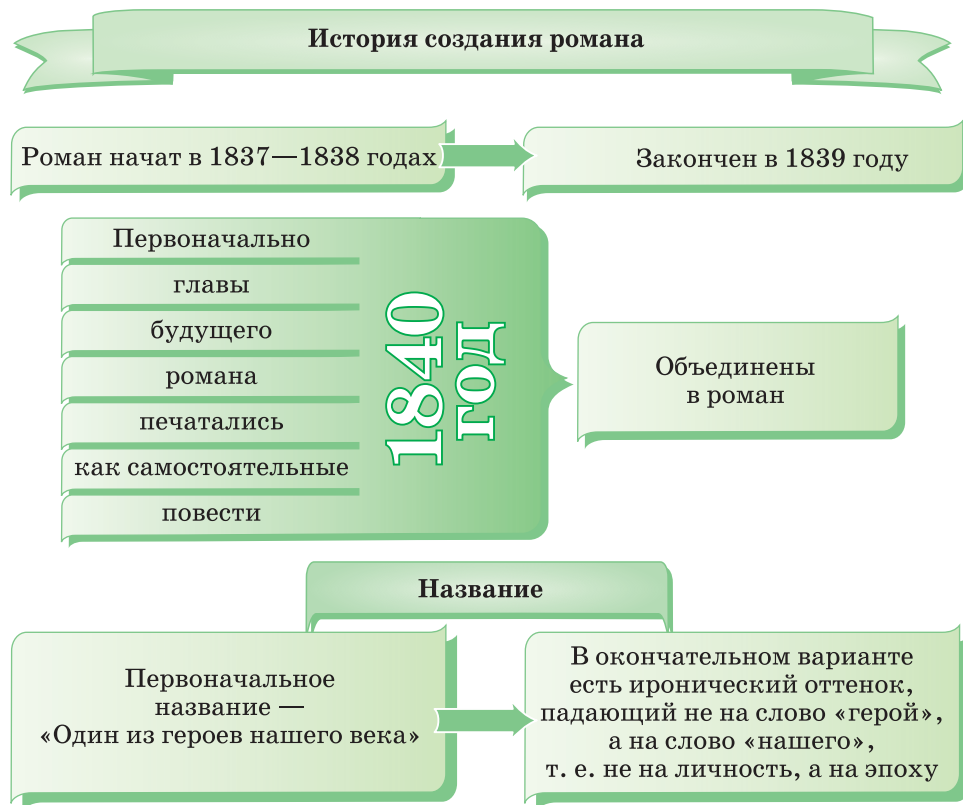 История создания романа
Роман начат в 1837—1838 годах
Закончен в 1839 году
Первоначально
главы
будущего
романа
печатались
как самостоятельные
повести
1840
год
Объединены
в роман
Название
Первоначальное
название —
«Один из героев нашего века»
В окончательном варианте
есть иронический оттенок,
падающий не на слово «герой»,
а на слово «нашего»,
т. е. не на личность, а на эпоху